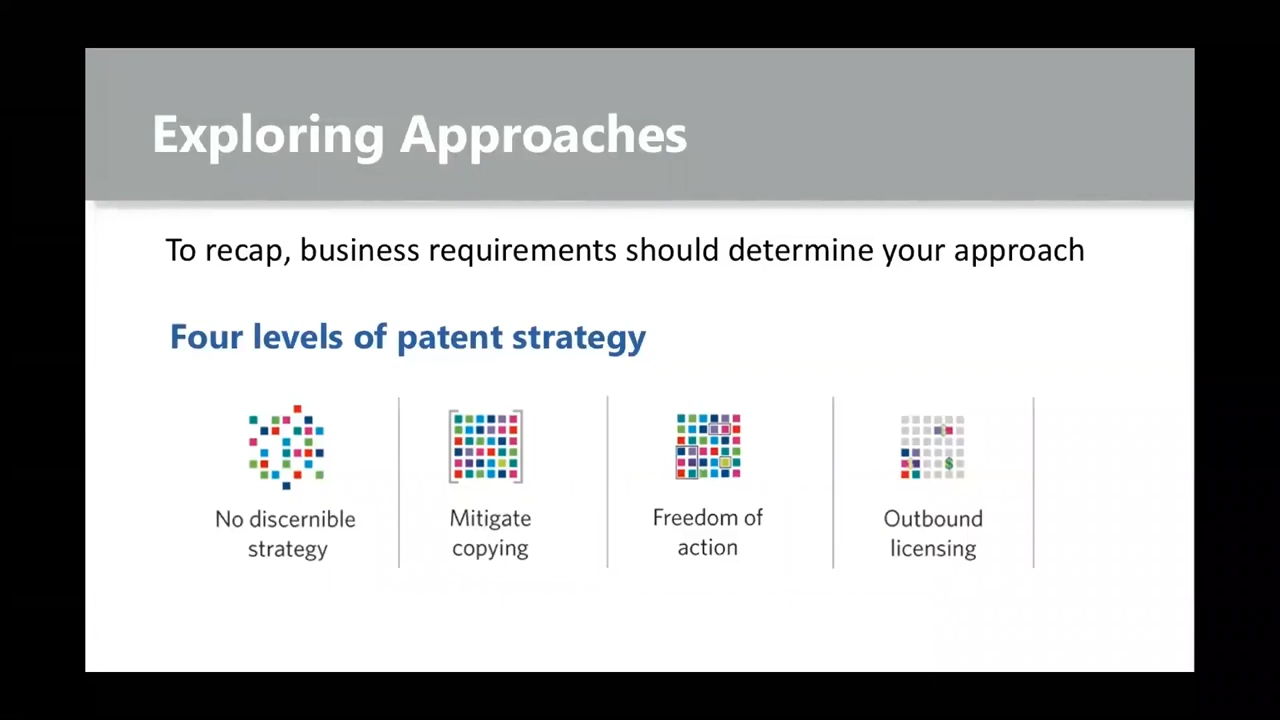 Exploring Approaches
To recap, business requirements should determine your approach
Four levels of patent strategy
No discernible
strategy
Mitigate
copying
Freedom of
action
$
Outbound
licensing